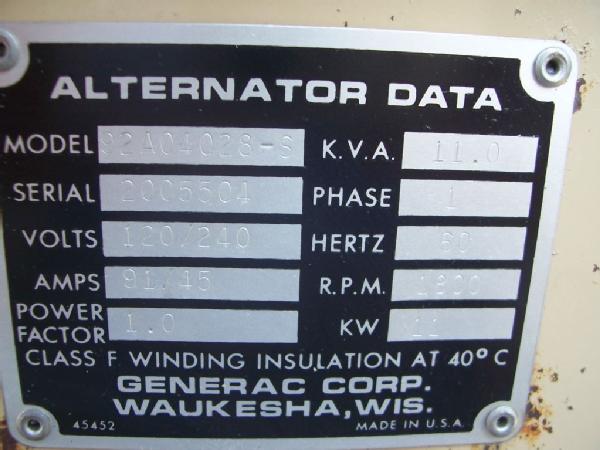 ALTERNATOR DATA
MODEL 92A04028-S K.V.A. 11.0
SERIAL 2005504 PHASE 1
VOLTS 120/240 HERTZ 60
AMPS 91/45 R.P.M. 1800
POWER FACTOR 1.0 KW 11
CLASS F WINDING INSULATION AT 40° C
GENERAC CORP.
WAUKESHA, WIS.
45452 MADE IN U.S.A.